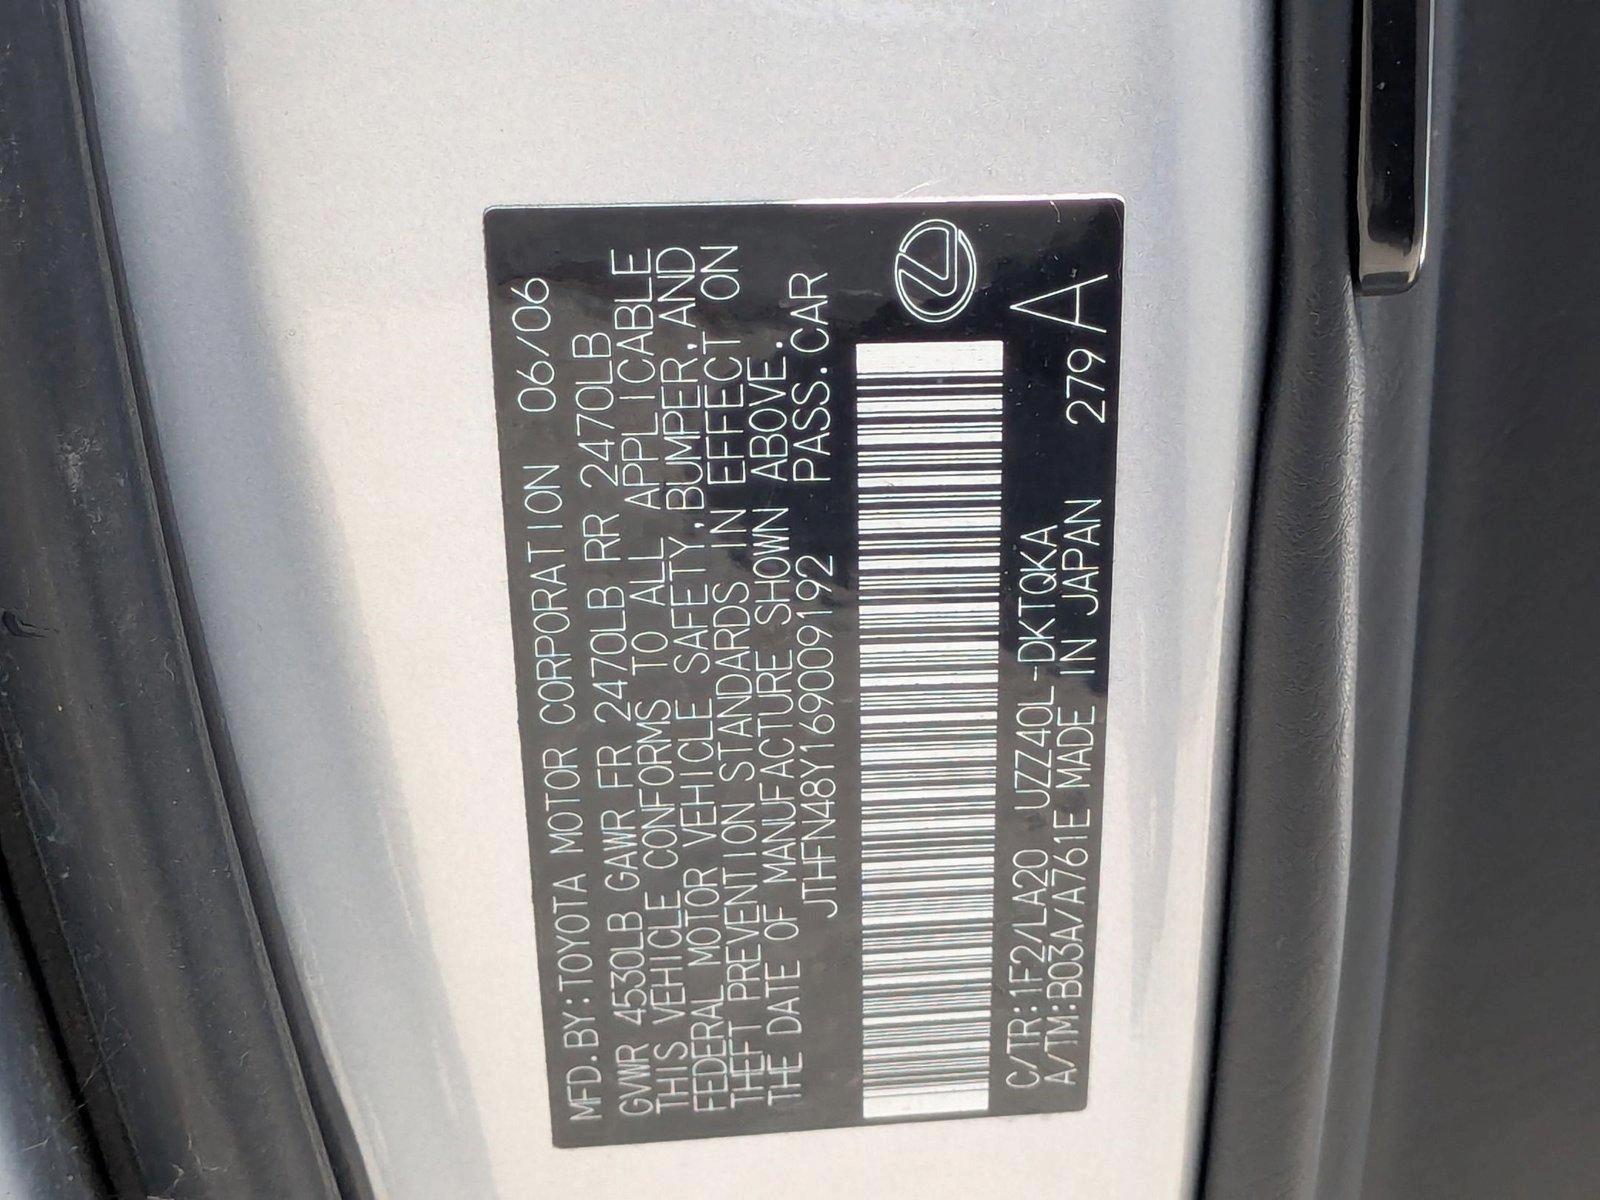 MFD.BY:TOYOTA MOTOR CORPORATION 06/06
GVWR 4530LB GAWR FR 2470LB RR 2470LB
THIS VEHICLE CONFORMS TO ALL APPLICABLE
FEDERAL MOTOR VEHICLE SAFETY,BUMPER,AND
THEFT PREVENTION STANDARDS IN EFFECT ON
THE DATE OF MANUFACTURE SHOWN ABOVE.
JTHFN48Y169009192 PASS.CAR
C/TR:1F2/LA20 UZZ40L-DKTQKA
A/TM:B03A/A761E MADE IN JAPAN 279A